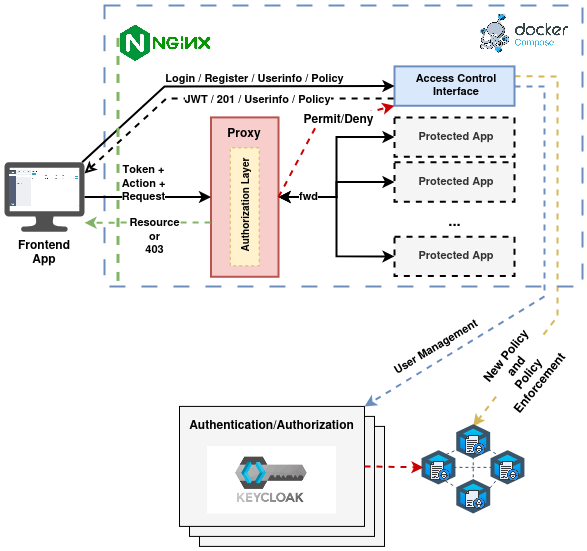 NGINX
docker
Compose
Login / Register / Userinfo / Policy
JWT / 201 / Userinfo / Policy
Access Control
Interface
Permit/Deny
Proxy
Authorization Layer
Protected App
Protected App
...
Protected App
Token +
Action +
Request
fwd
Resource
or
403
Frontend
App
User Management
New Policy
and
Policy
Enforcement
Authentication/Authorization
KEYCLOAK